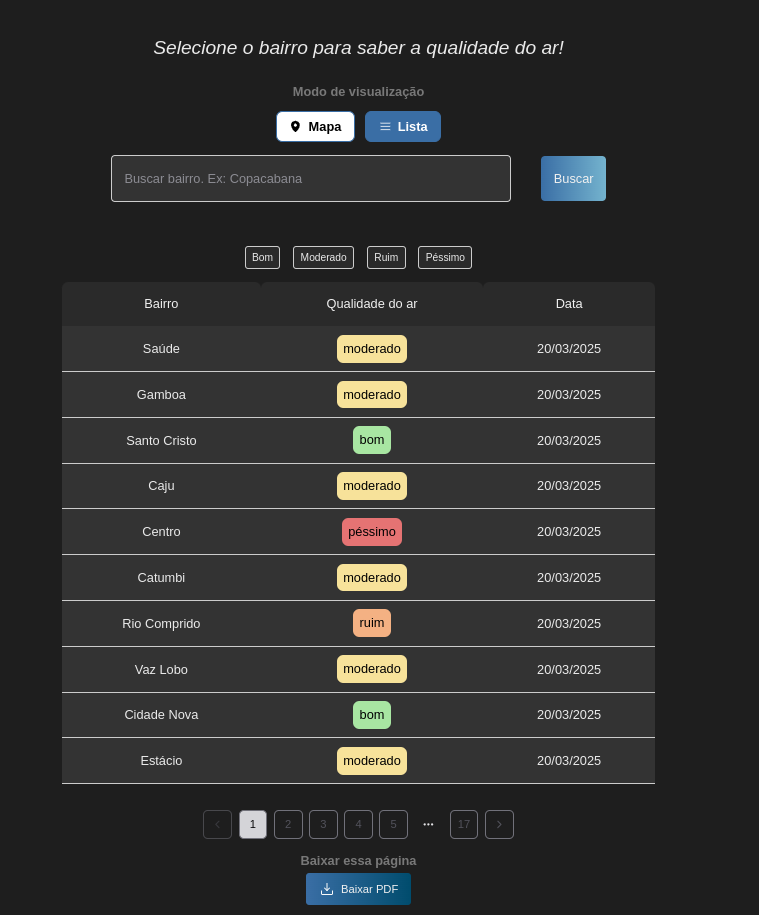 Selecione o bairro para saber a qualidade do ar!
Modo de visualização
Mapa Lista
Buscar bairro. Ex: Copacabana Buscar
Bom Moderado Ruim Péssimo
Bairro Qualidade do ar Data
Saúde moderado 20/03/2025
Gamboa moderado 20/03/2025
Santo Cristo bom 20/03/2025
Caju moderado 20/03/2025
Centro péssimo 20/03/2025
Catumbi moderado 20/03/2025
Rio Comprido ruim 20/03/2025
Vaz Lobo moderado 20/03/2025
Cidade Nova bom 20/03/2025
Estácio moderado 20/03/2025
1 2 3 4 5 ••• 17
Baixar essa página
Baixar PDF